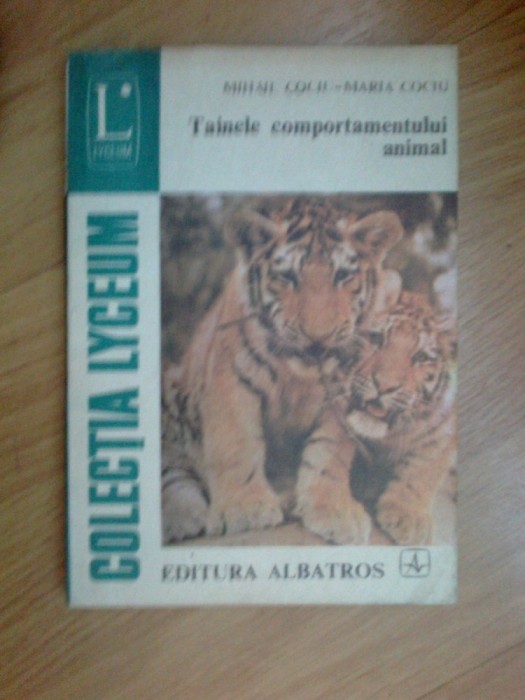 L
LYCEUM
MIHAIL COCIU-MARIA COCIU
Tainele comportamentului
animal
COLECȚIA LYCEUM
EDITURA ALBATROS